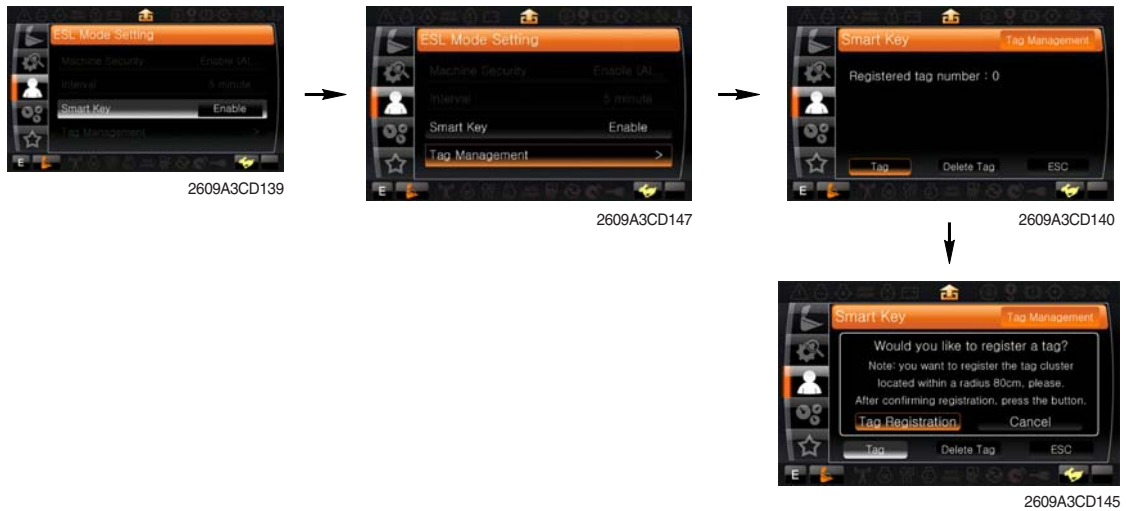 ESL Mode Setting
Machine Security Enable (Al...
Interval 5 minute
Smart Key Enable
Tag Management >
E
2609A3CD139
ESL Mode Setting
Machine Security Enable (Al...
Interval 5 minute
Smart Key Enable
Tag Management >
E
2609A3CD147
Smart Key Tag Management
Registered tag number : 0
Tag Delete Tag ESC
E
2609A3CD140
Smart Key Tag Management
Would you like to register a tag?
Note: you want to register the tag cluster
located within a radius 80cm, please.
After confirming registration, press the button.
Tag Registration Cancel
Tag Delete Tag ESC
E
2609A3CD145